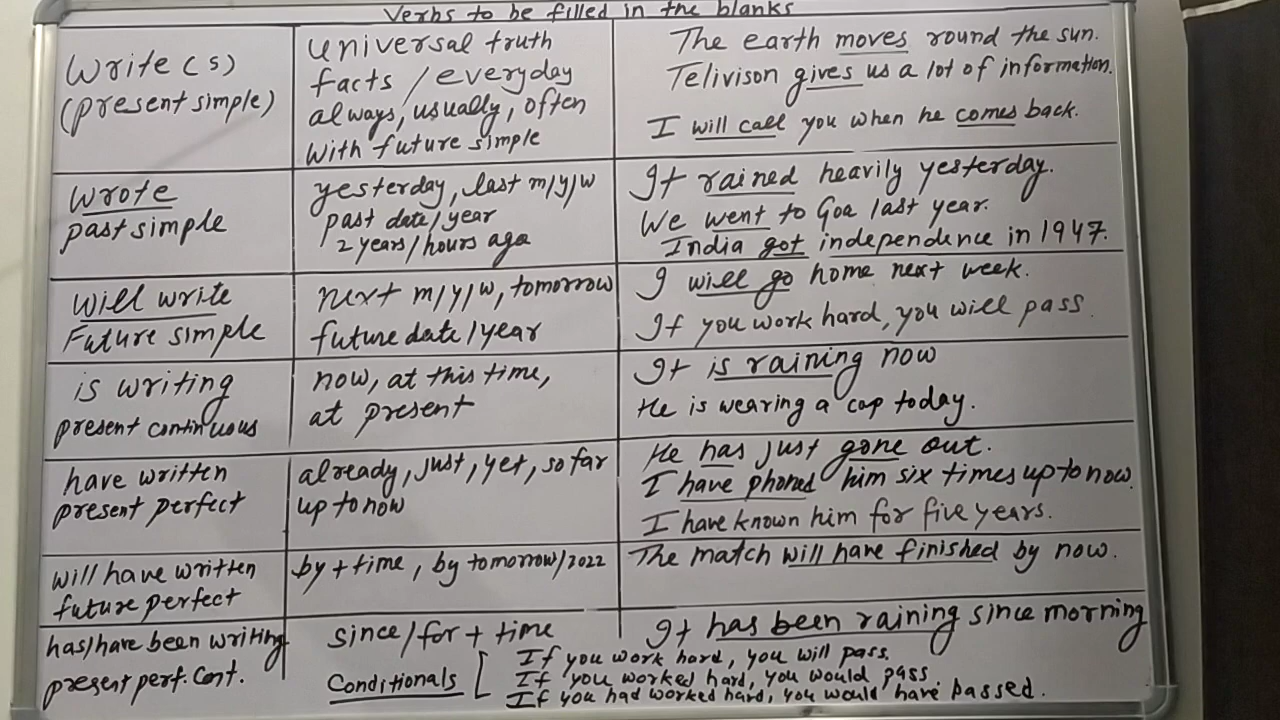 Verbs to be filled in the blanks
Write (s)
(present simple)
universal truth
facts / everyday
always, usually, often
with future simple
The earth moves round the sun.
Telivison gives us a lot of information.
I will call you when he comes back.
Wrote
past simple
yesterday, last m/y/w
past date/year
2 years/hours ago
It rained heavily yesterday.
We went to Goa last year.
India got independence in 1947.
Will write
Future simple
next m/y/w, tomorrow
future date/year
I will go home next week.
If you work hard, you will pass.
is writing
present continuous
now, at this time,
at present
It is raining now
He is wearing a cap today.
have written
present perfect
already, just, yet, so far
up to now
He has just gone out.
I have phoned him six times up to now.
I have known him for five years.
will have written
future perfect
by + time, by tomorrow/2022
The match will have finished by now.
has/have been writing
present perf. cont.
since/for + time
It has been raining since morning
Conditionals
If you work hard, you will pass.
If you worked hard, you would pass.
If you had worked hard, you would have passed.